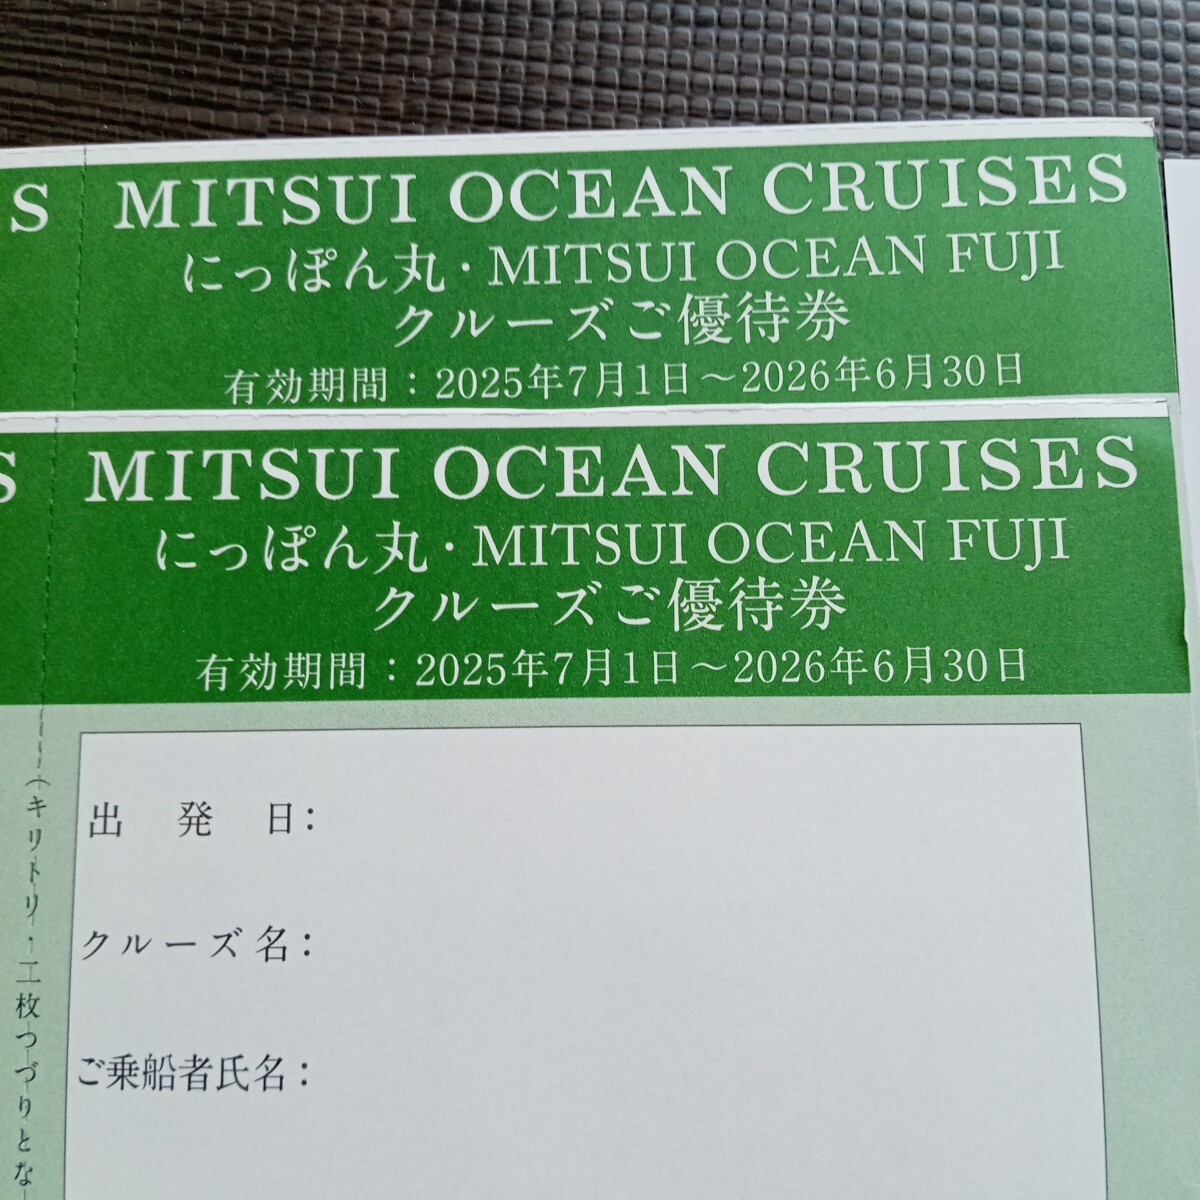 S MITSUI OCEAN CRUISES
にっぽん丸・MITSUI OCEAN FUJI
クルーズご優待券
有効期間：2025年7月1日～2026年6月30日
S MITSUI OCEAN CRUISES
にっぽん丸・MITSUI OCEAN FUJI
クルーズご優待券
有効期間：2025年7月1日～2026年6月30日
出発日：
クルーズ名：
ご乗船者氏名：
（キリトリ・二枚つづりとな